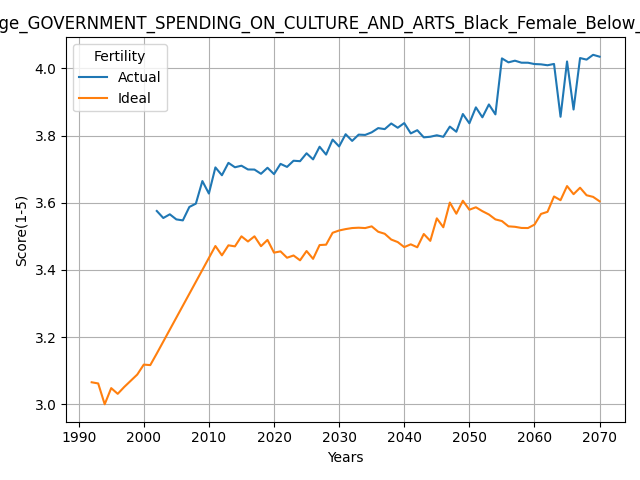 ge_GOVERNMENT_SPENDING_ON_CULTURE_AND_ARTS_Black_Female_Below_
Fertility
Actual
Ideal
Score(1-5)
4.0
3.8
3.6
3.4
3.2
3.0
1990 2000 2010 2020 2030 2040 2050 2060 2070
Years